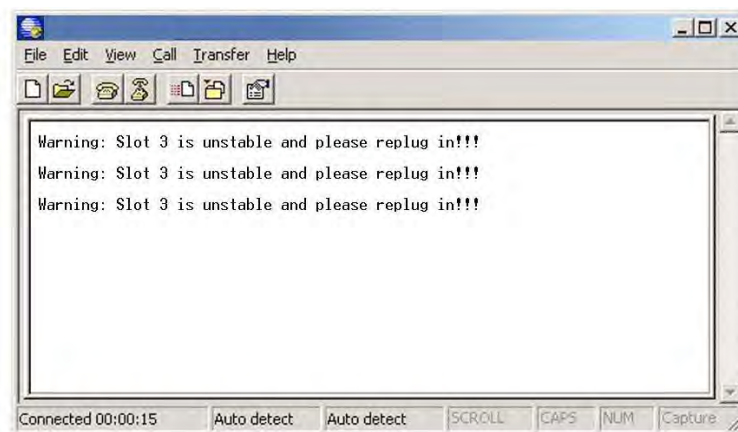 File Edit View Call Transfer Help
Warning: Slot 3 is unstable and please replug in!!!
Warning: Slot 3 is unstable and please replug in!!!
Warning: Slot 3 is unstable and please replug in!!!
Connected 00:00:15 Auto detect Auto detect SCROLL CAPS NUM Capture